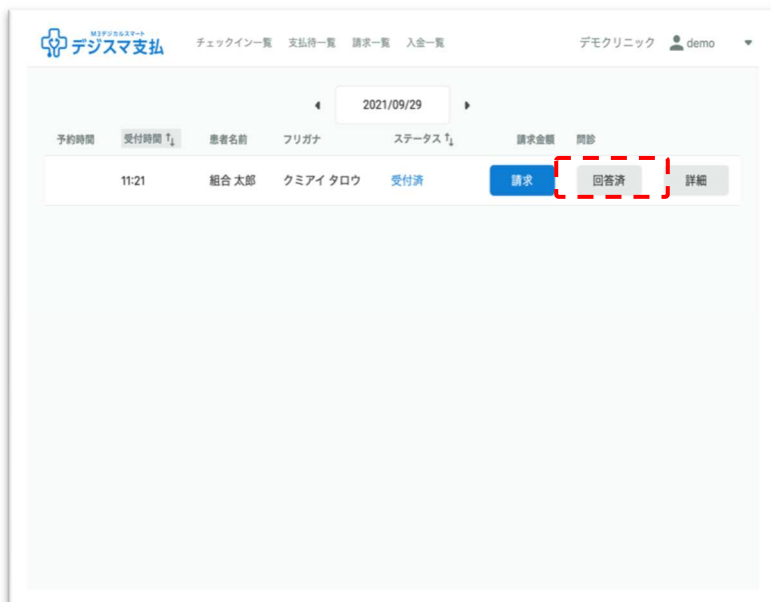 M3デジカルスマート
デジスマ支払 チェックイン一覧 支払待一覧 請求一覧 入金一覧 デモクリニック demo
2021/09/29
予約時間 受付時間 患者名前 フリガナ ステータス 請求金額 問診
11:21 組合 太郎 クミアイ タロウ 受付済 請求 回答済 詳細